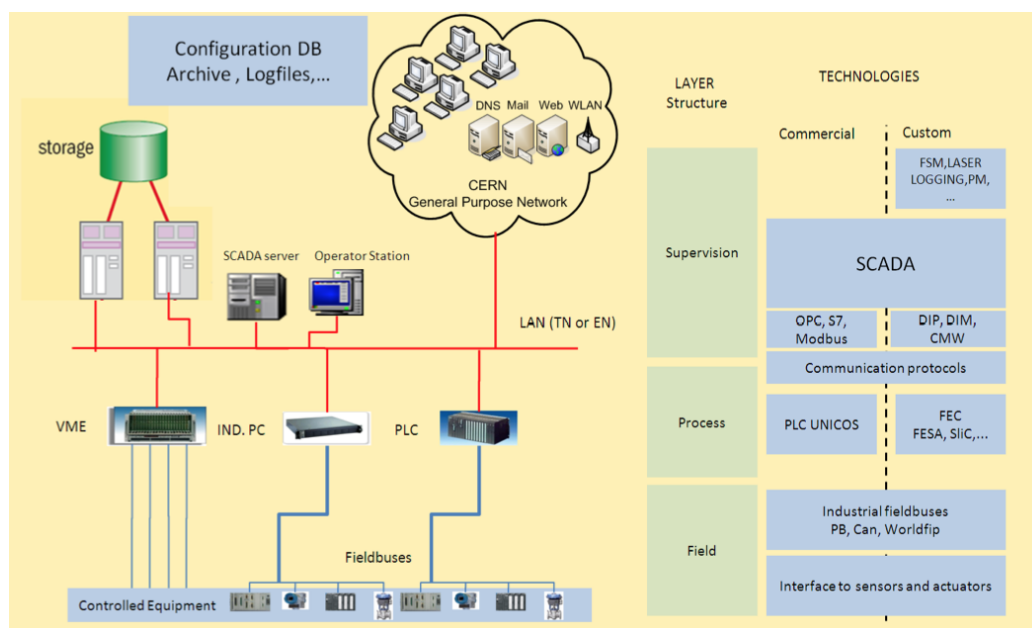 Configuration DB
Archive , Logfiles,...
storage
DNS Mail Web WLAN
CERN
General Purpose Network
SCADA server
Operator Station
LAN (TN or EN)
VME
IND. PC
PLC
Fieldbuses
Controlled Equipment
LAYER
Structure
TECHNOLOGIES
Commercial
Custom
FSM,LASER
LOGGING,PM,
...
Supervision
SCADA
OPC, S7,
Modbus
DIP, DIM,
CMW
Communication protocols
Process
PLC UNICOS
FEC
FESA, SliC,...
Field
Industrial fieldbuses
PB, Can, Worldfip
Interface to sensors and actuators